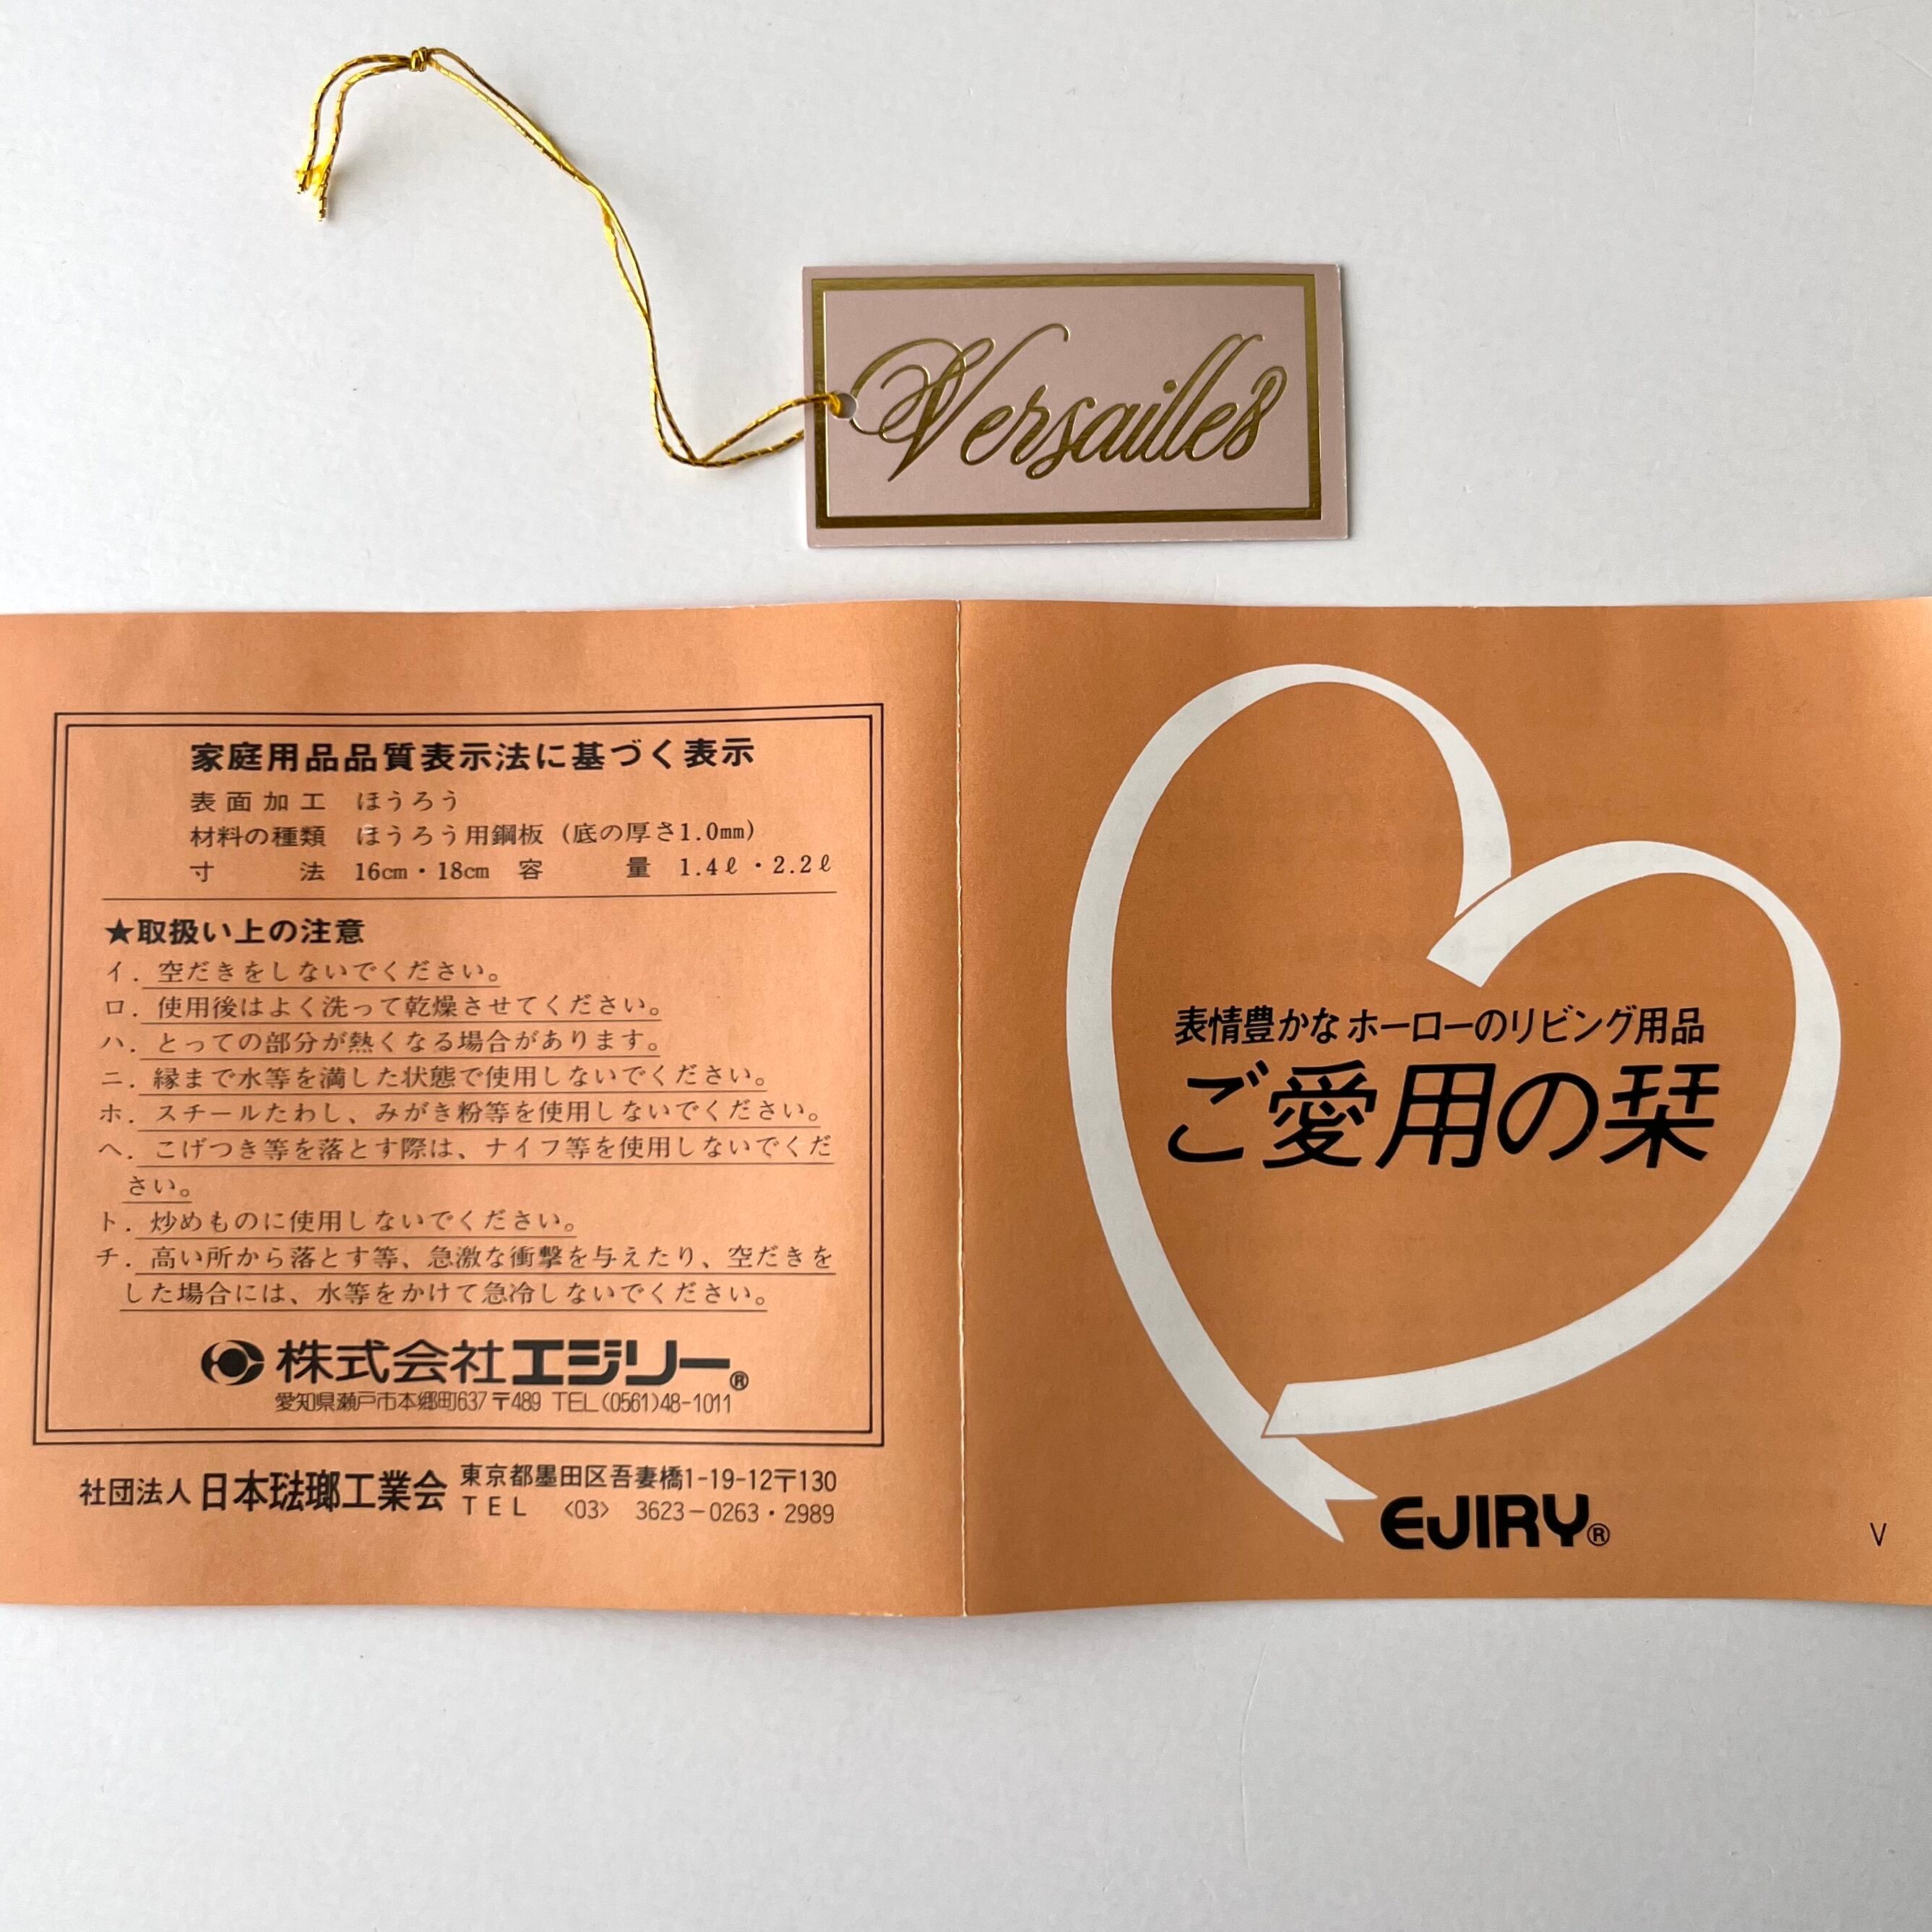 Versailles
家庭用品品質表示法に基づく表示
表面加工 ほうろう
材料の種類 ほうろう用鋼板 (底の厚さ1.0mm)
寸法 16cm・18cm 容量 1.4ℓ・2.2ℓ
★取扱い上の注意
イ. 空だきをしないでください。
ロ. 使用後はよく洗って乾燥させてください。
ハ. とっての部分が熱くなる場合があります。
ニ. 縁まで水等を満した状態で使用しないでください。
ホ. スチールたわし、みがき粉等を使用しないでください。
ヘ. こげつき等を落とす際は、ナイフ等を使用しないでくだ
さい。
ト. 炒めものに使用しないでください。
チ. 高い所から落とす等、急激な衝撃を与えたり、空だきを
した場合には、水等をかけて急冷しないでください。
株式会社エジリー®
愛知県瀬戸市本郷町637〒489 TEL(0561)48-1011
社団法人日本琺瑯工業会 東京都墨田区吾妻橋1-19-12〒130
TEL 〈03〉 3623-0263・2989
表情豊かなホーローのリビング用品
ご愛用の栞
EJIRY®
V